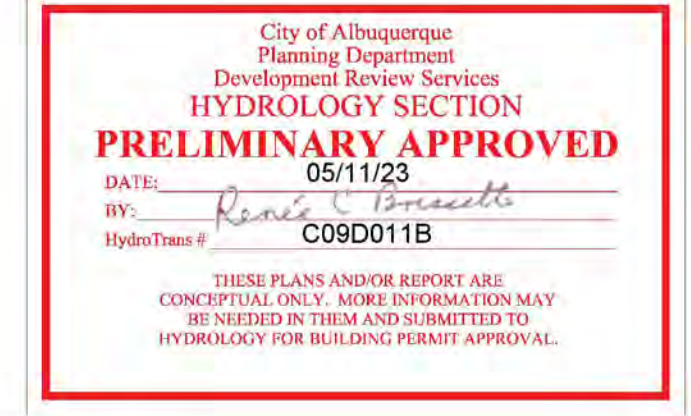 City of Albuquerque
Planning Department
Development Review Services
HYDROLOGY SECTION
PRELIMINARY APPROVED
DATE: 05/11/23
BY: Renée C Brissette
HydroTrans # C09D011B
THESE PLANS AND/OR REPORT ARE
CONCEPTUAL ONLY. MORE INFORMATION MAY
BE NEEDED IN THEM AND SUBMITTED TO
HYDROLOGY FOR BUILDING PERMIT APPROVAL.